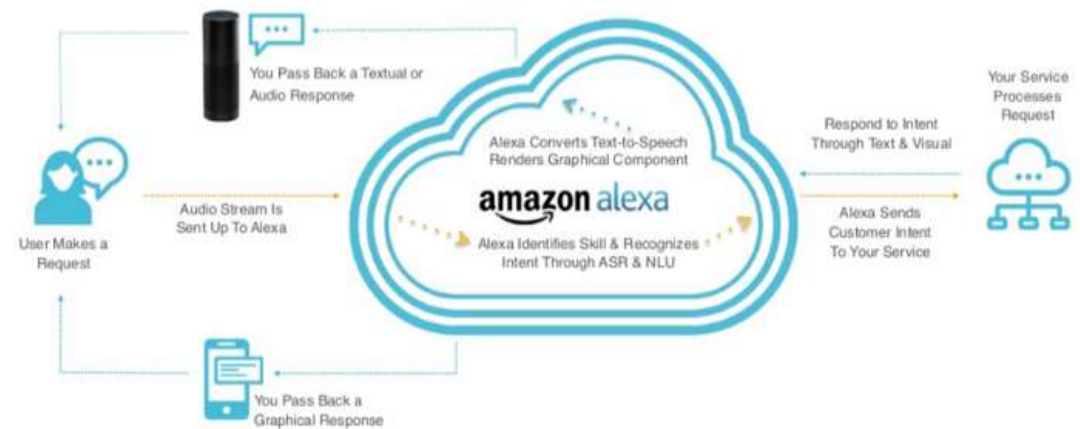 You Pass Back a Textual or
Audio Response
Your Service
Processes
Request
Alexa Converts Text-to-Speech
Renders Graphical Component
Respond to Intent
Through Text & Visual
amazon alexa
Audio Stream Is
Sent Up To Alexa
User Makes a
Request
Alexa Identifies Skill & Recognizes
Intent Through ASR & NLU
Alexa Sends
Customer Intent
To Your Service
You Pass Back a
Graphical Response